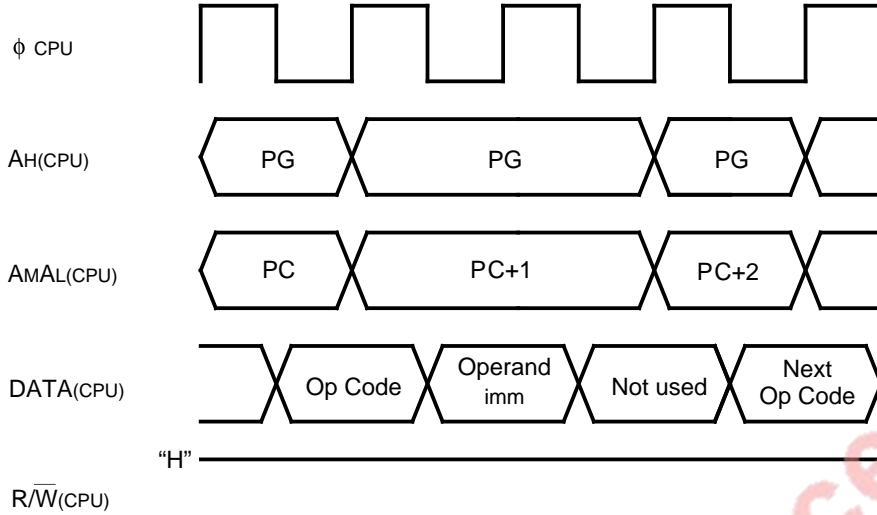 ϕ CPU
AH(CPU) PG PG PG
AMAL(CPU) PC PC+1 PC+2
DATA(CPU) Op Code Operand imm Not used Next Op Code
“H”
R/W̅(CPU)